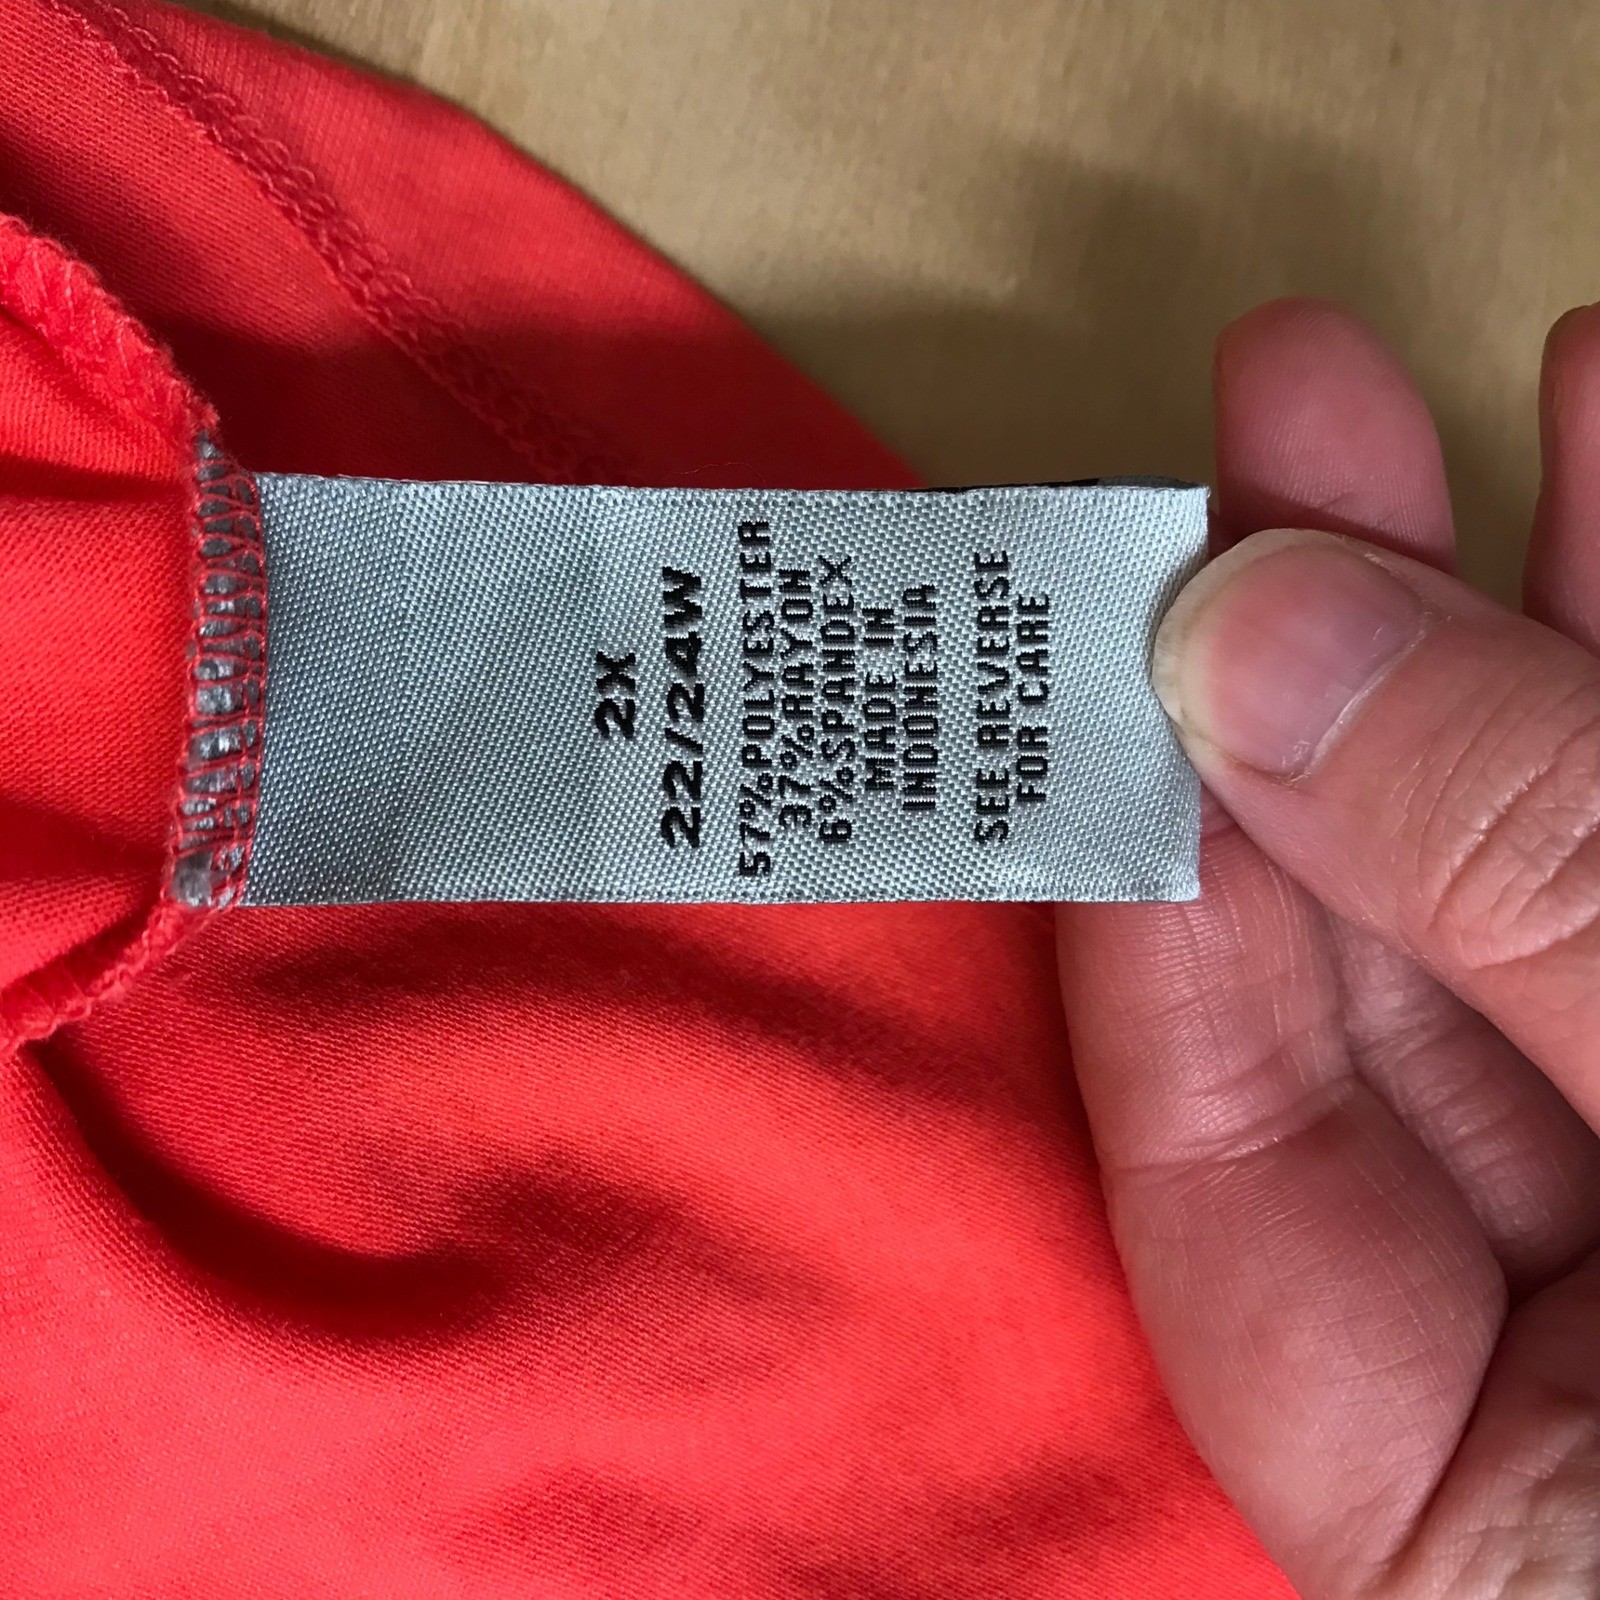 2X
22/24W
57%POLYESTER
37%RAYON
6%SPANDEX
MADE IN
INDONESIA
SEE REVERSE
FOR CARE